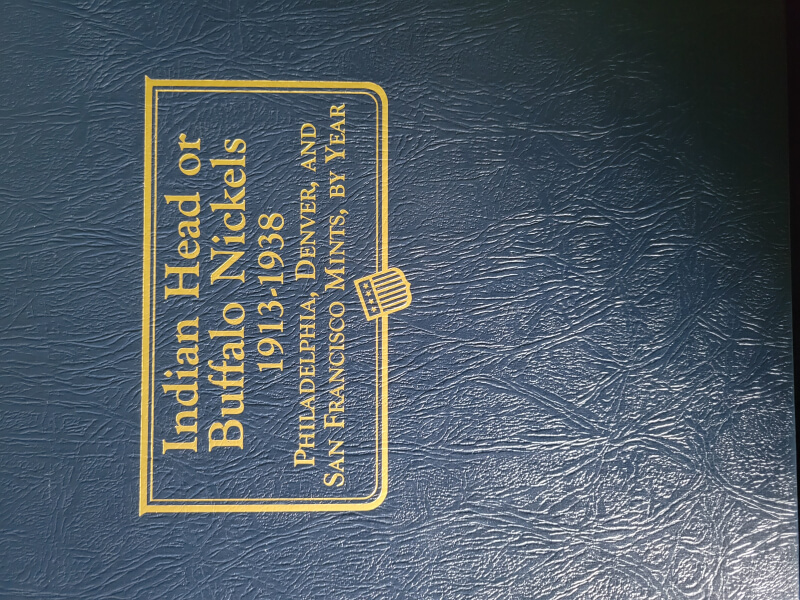 Indian Head or
Buffalo Nickels
1913-1938
Philadelphia, Denver, and
San Francisco Mints, by Year